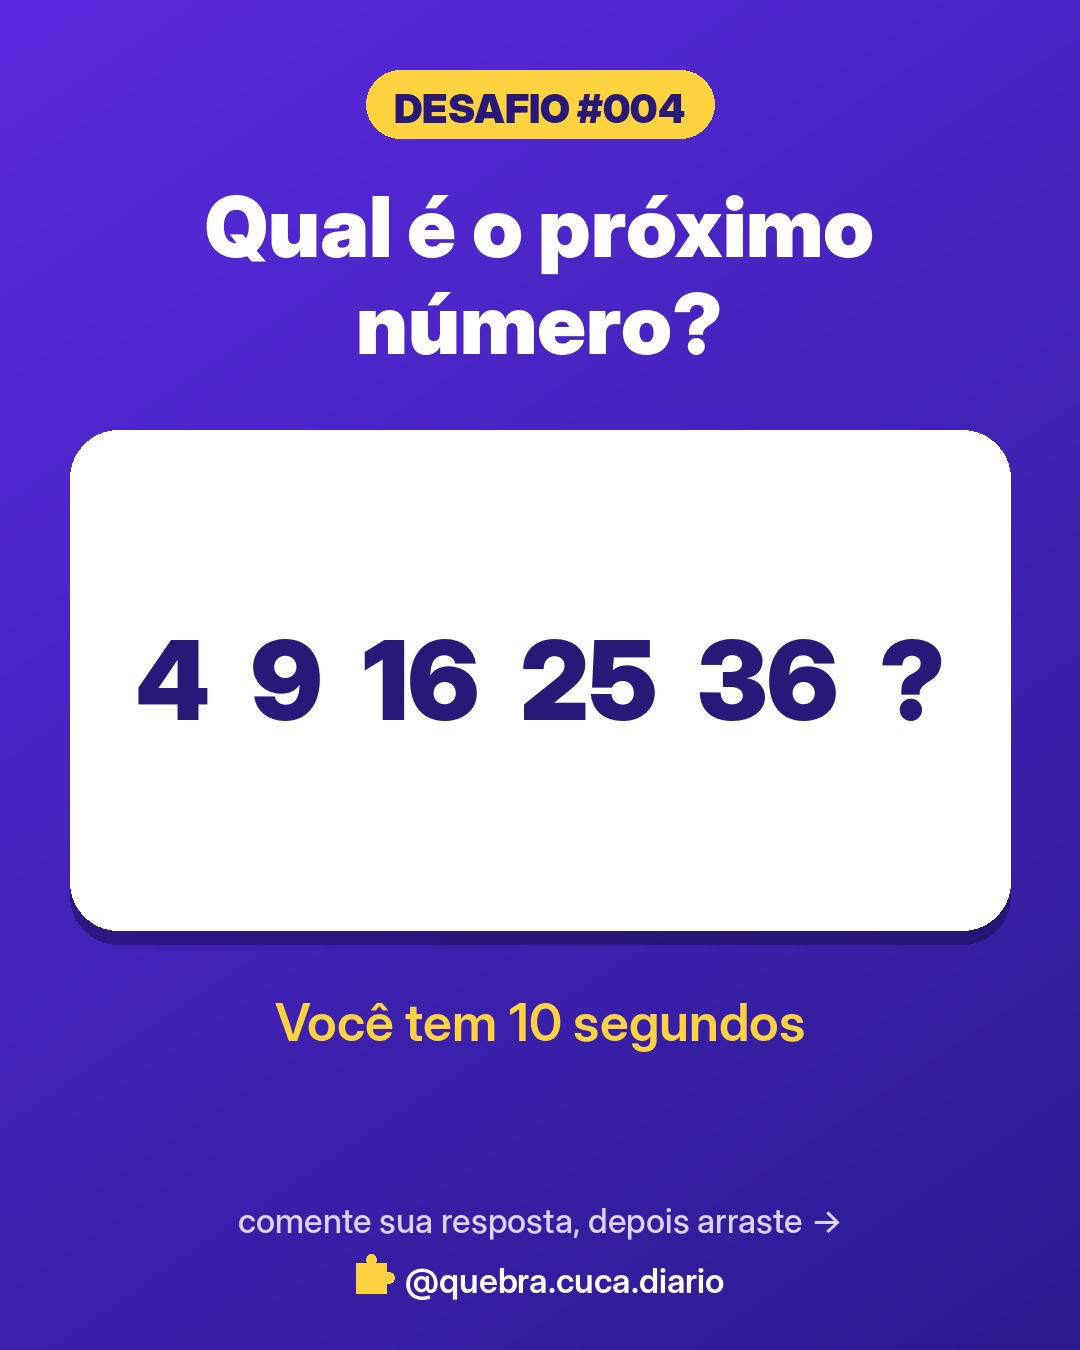 DESAFIO #004
Qual é o próximo
número?
4 9 16 25 36 ?
Você tem 10 segundos
comente sua resposta, depois arraste →
@quebra.cuca.diario